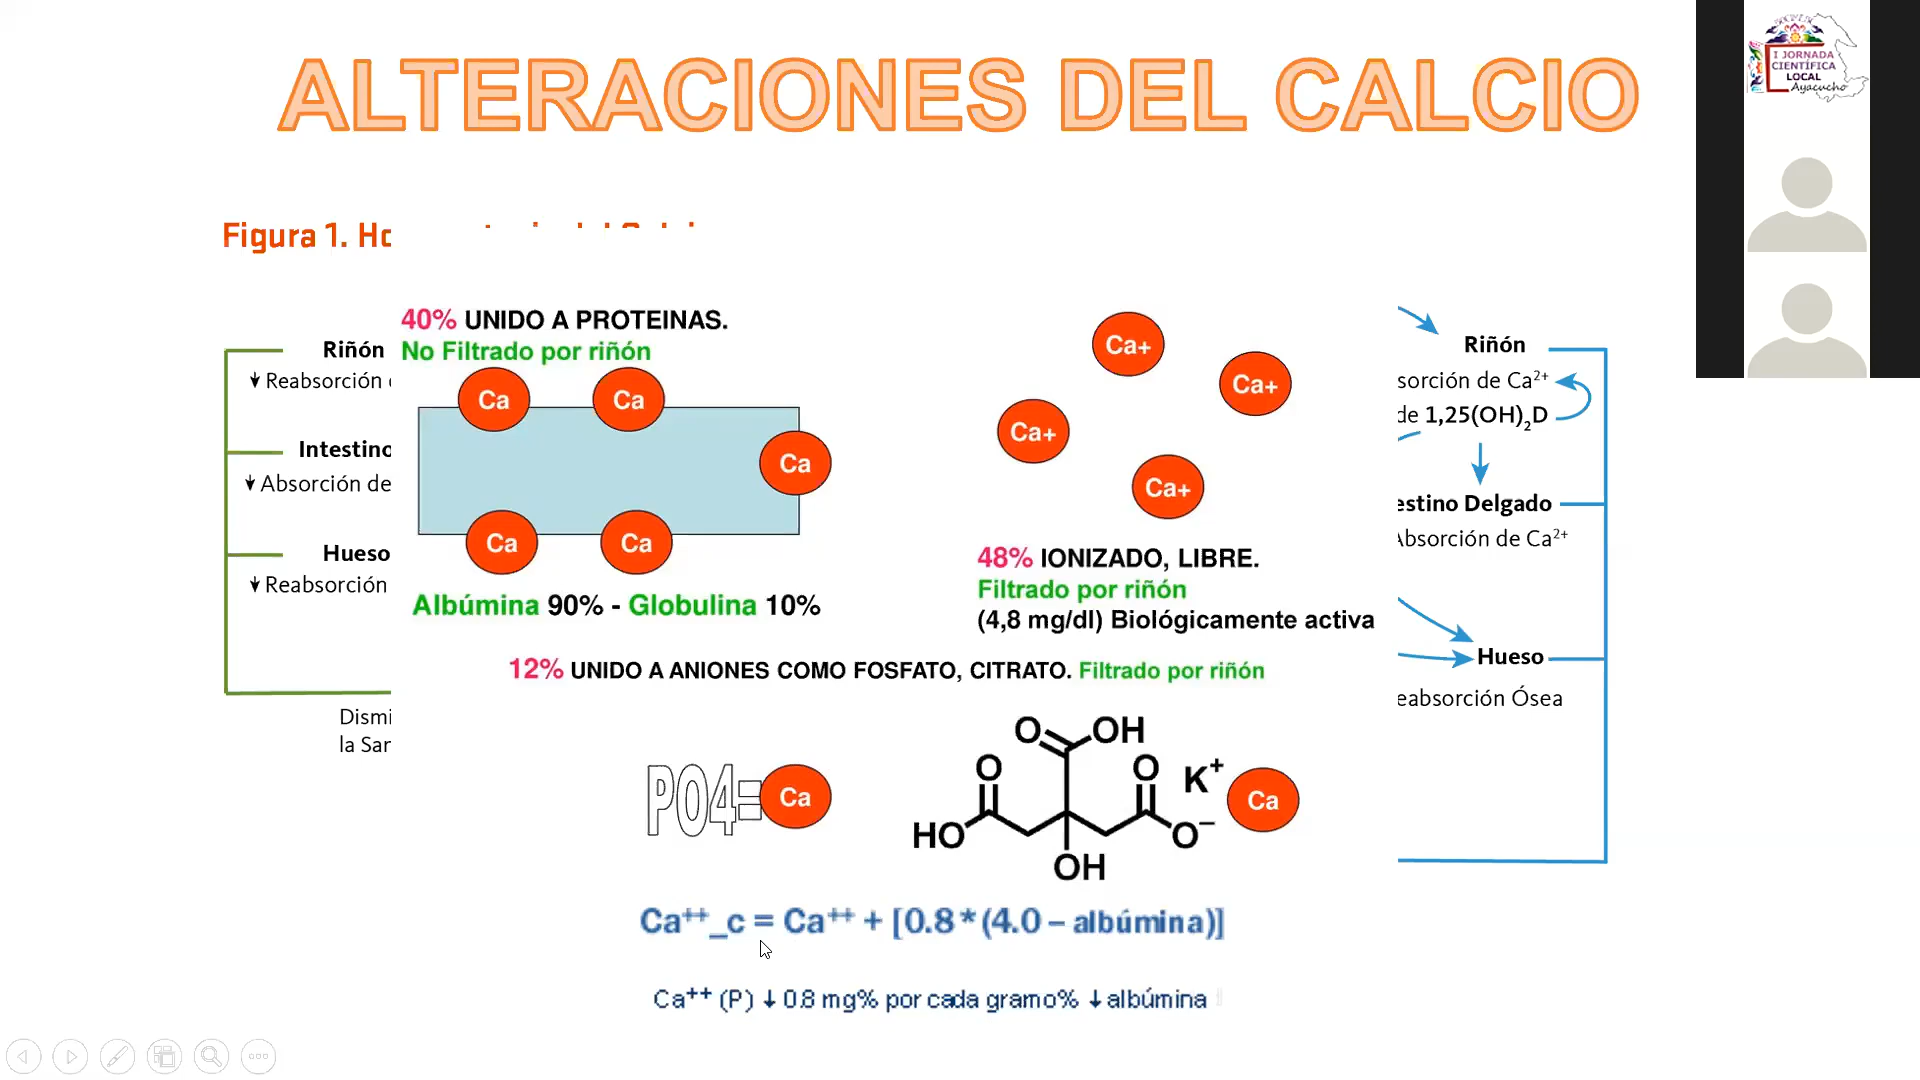 ALTERACIONES DEL CALCIO
I JORNADA
CIENTÍFICA
LOCAL
Ayacucho
Figura 1.
40% UNIDO A PROTEINAS.
No Filtrado por riñón
Riñón
Reabsorción
Intestino
Absorción de
Hueso
Reabsorción
Ca
Ca
Ca
Ca
Ca
Albúmina 90% - Globulina 10%
Ca+
Ca+
Ca+
Ca+
48% IONIZADO, LIBRE.
Filtrado por riñón
(4,8 mg/dl) Biológicamente activa
Riñón
sorción de Ca²⁺
de 1,25(OH)₂D
estino Delgado
Absorción de Ca²⁺
Hueso
eabsorción Ósea
12% UNIDO A ANIONES COMO FOSFATO, CITRATO. Filtrado por riñón
Dismi
la San
PO4=
Ca
O
OH
O
O
K⁺
Ca
HO
O⁻
OH
Ca⁺⁺_c = Ca⁺⁺ + [0.8*(4.0 – albúmina)]
Ca⁺⁺ (P) ↓ 0.8 mg% por cada gramo% ↓ albúmina